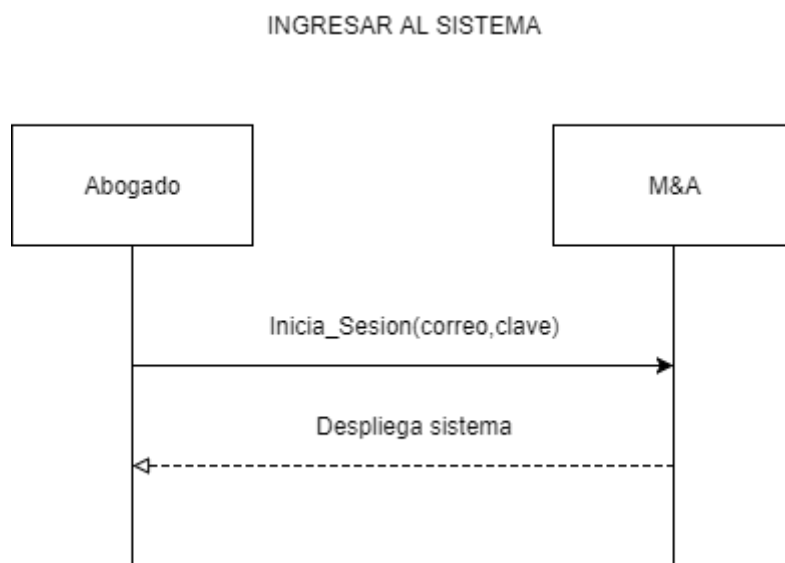 INGRESAR AL SISTEMA
Abogado
M&A
Inicia_Sesion(correo,clave)
Despliega sistema